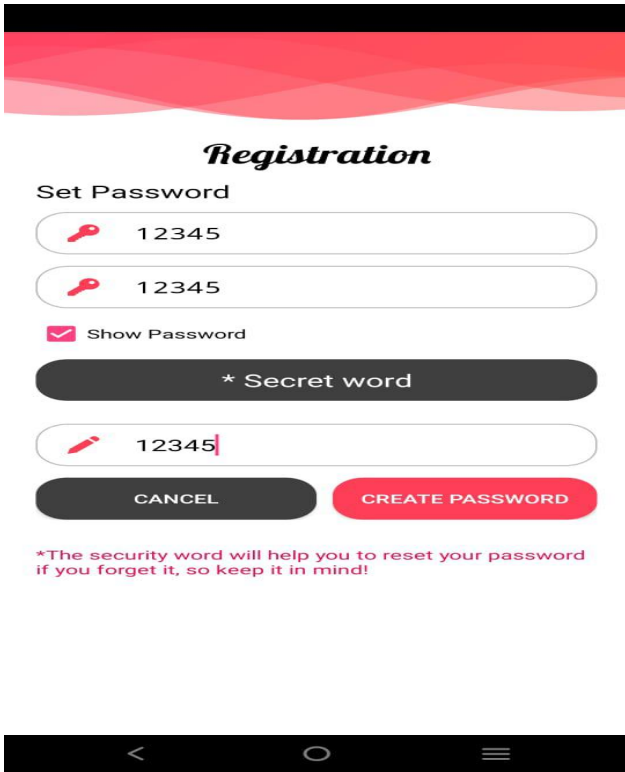 Registration
Set Password
12345
12345
Show Password
* Secret word
12345
CANCEL
CREATE PASSWORD
*The security word will help you to reset your password
if you forget it, so keep it in mind!